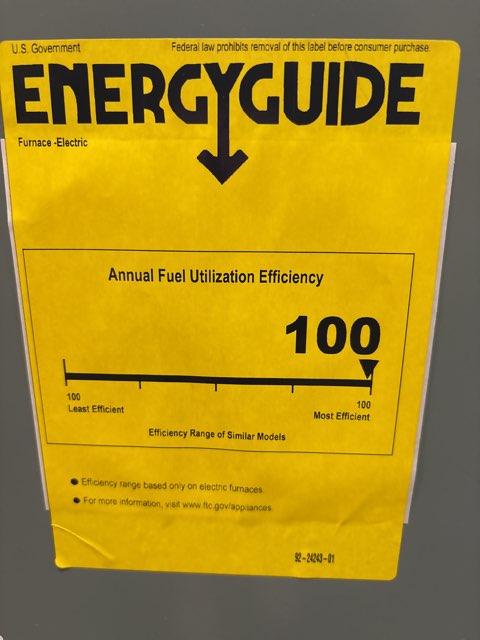 U.S. Government Federal law prohibits removal of this label before consumer purchase.
ENERGYGUIDE
Furnace -Electric
Annual Fuel Utilization Efficiency
100
100 100
Least Efficient Most Efficient
Efficiency Range of Similar Models
● Efficiency range based only on electric furnaces.
● For more information, visit www.ftc.gov/appliances.
92-24243-01